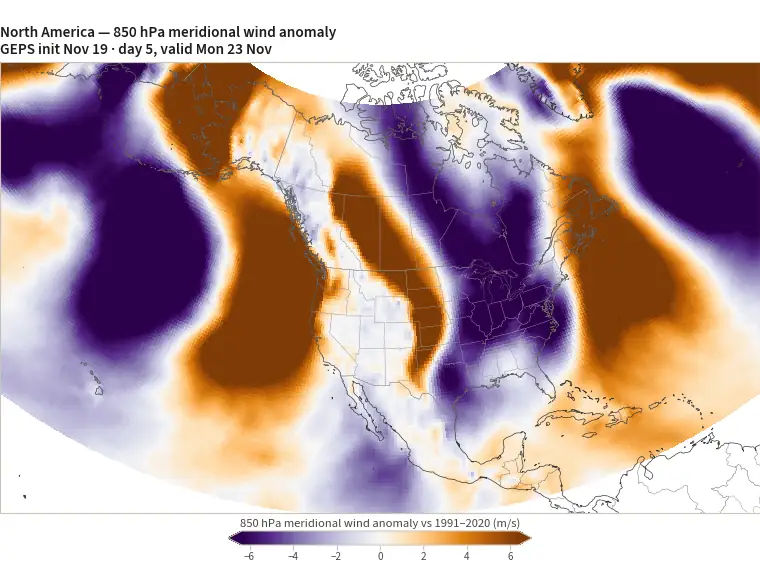 North America — 850 hPa meridional wind anomaly
GEPS init Nov 19 · day 5, valid Mon 23 Nov
850 hPa meridional wind anomaly vs 1991–2020 (m/s)
−6 −4 −2 0 2 4 6